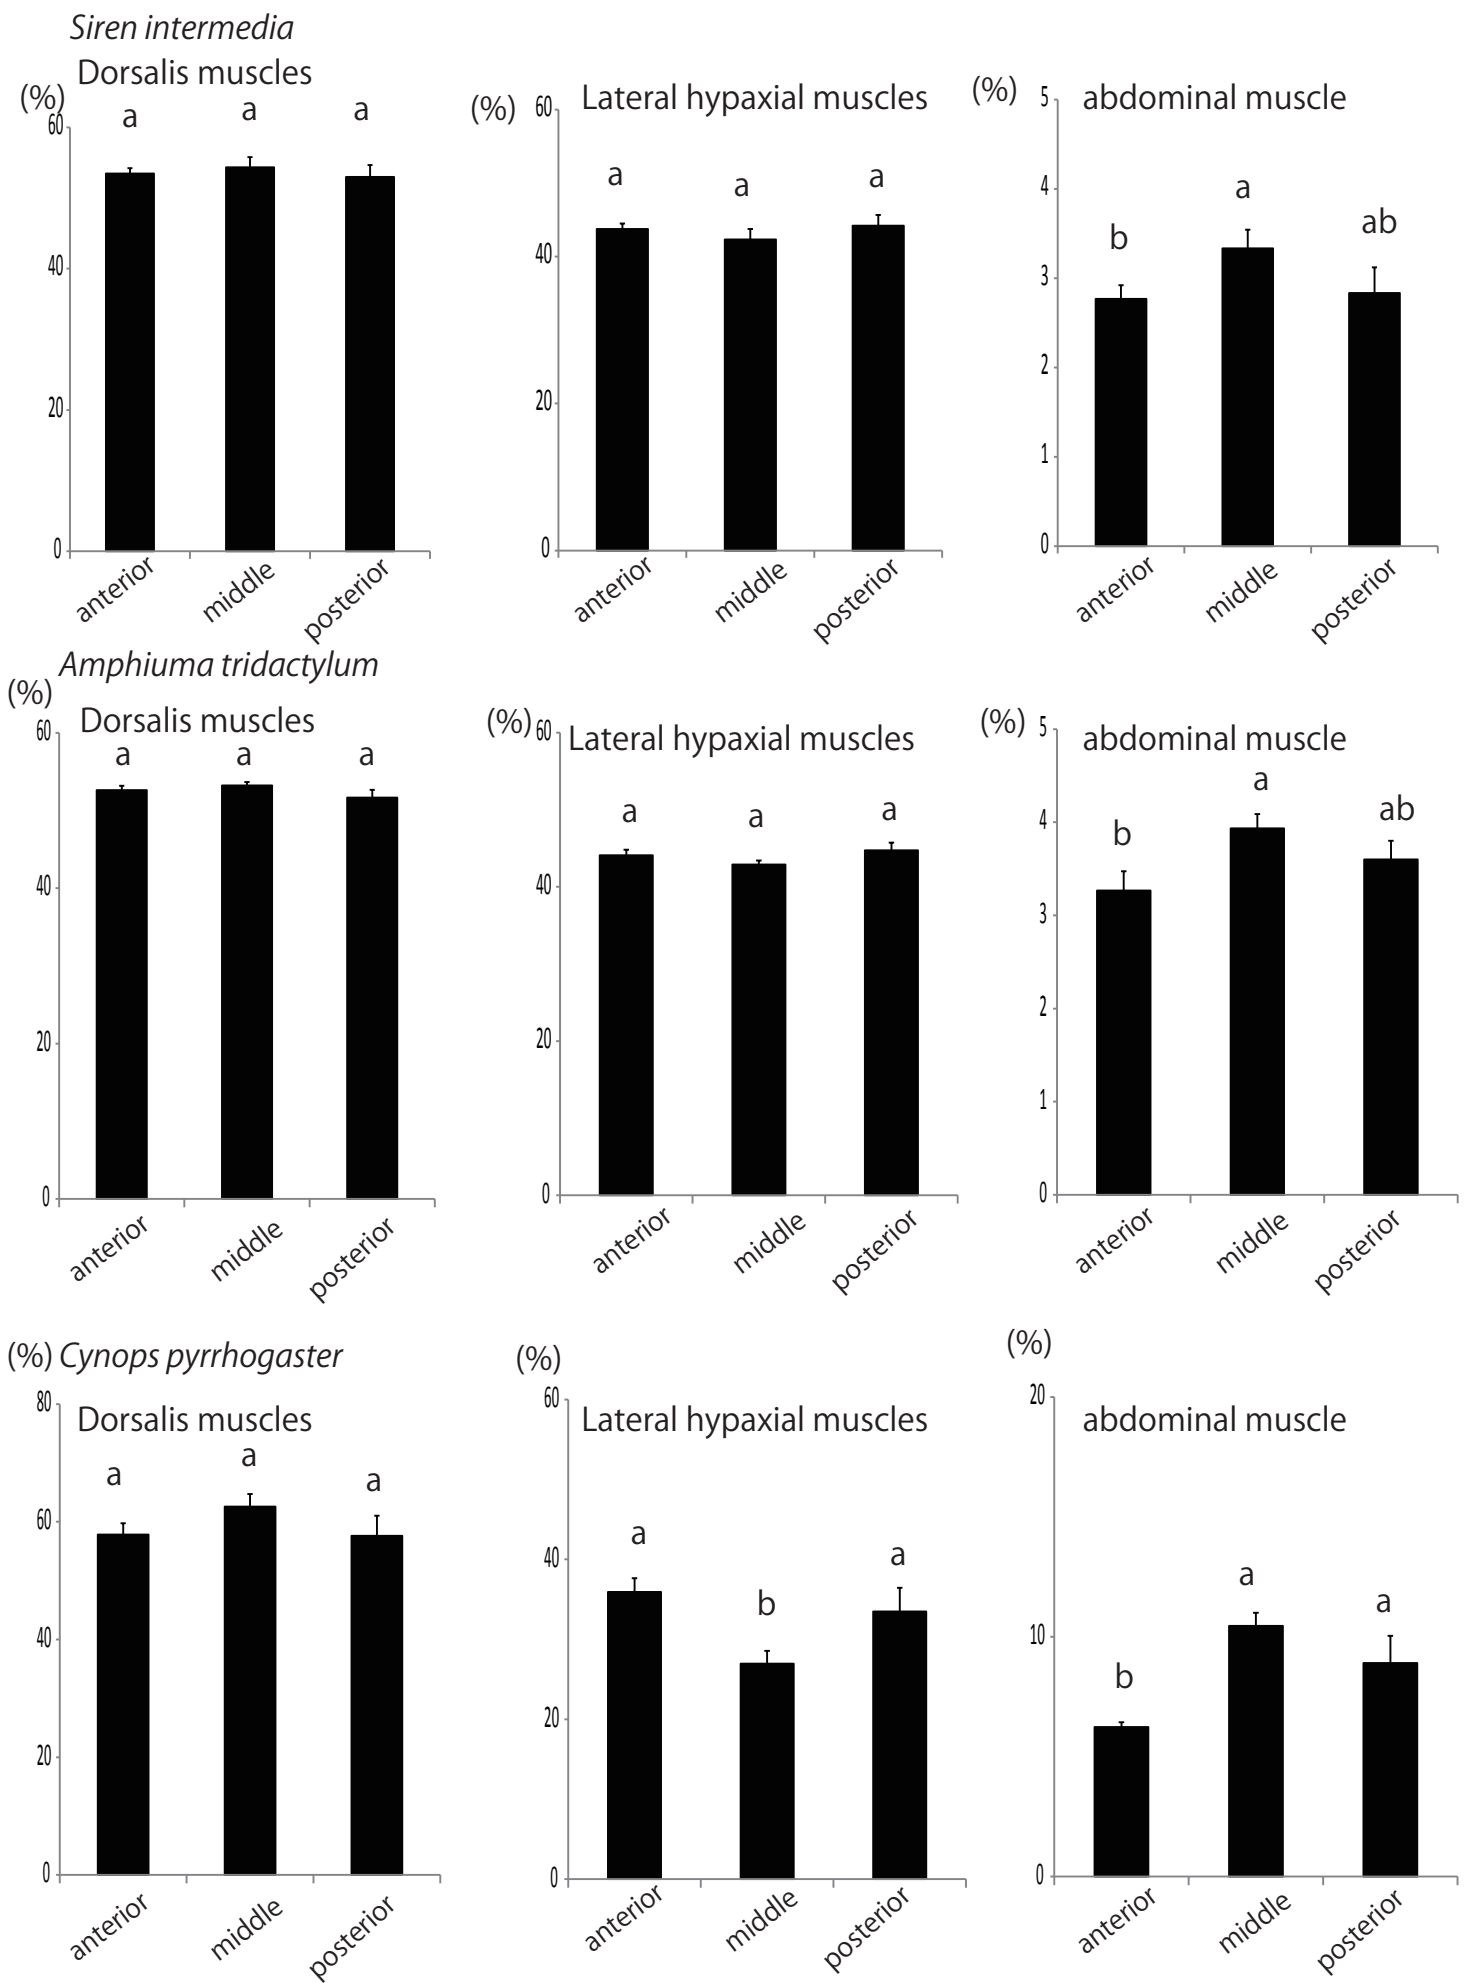 Siren intermedia
Dorsalis muscles
(%)
a a a
60
40
20
0
anterior middle posterior
Lateral hypaxial muscles
(%)
60
a a a
40
20
0
anterior middle posterior
abdominal muscle
(%)
5
4
3
2
1
0
b a ab
anterior middle posterior
Amphiuma tridactylum
(%)
Dorsalis muscles
60
a a a
40
20
0
anterior middle posterior
(%)
60
Lateral hypaxial muscles
a a a
40
20
0
anterior middle posterior
(%)
5
abdominal muscle
b a ab
4
3
2
1
0
anterior middle posterior
(%) Cynops pyrrhogaster
80
Dorsalis muscles
a a a
60
40
20
0
anterior middle posterior
(%)
60
Lateral hypaxial muscles
a b a
40
20
0
anterior middle posterior
(%)
20
abdominal muscle
b a a
10
0
anterior middle posterior